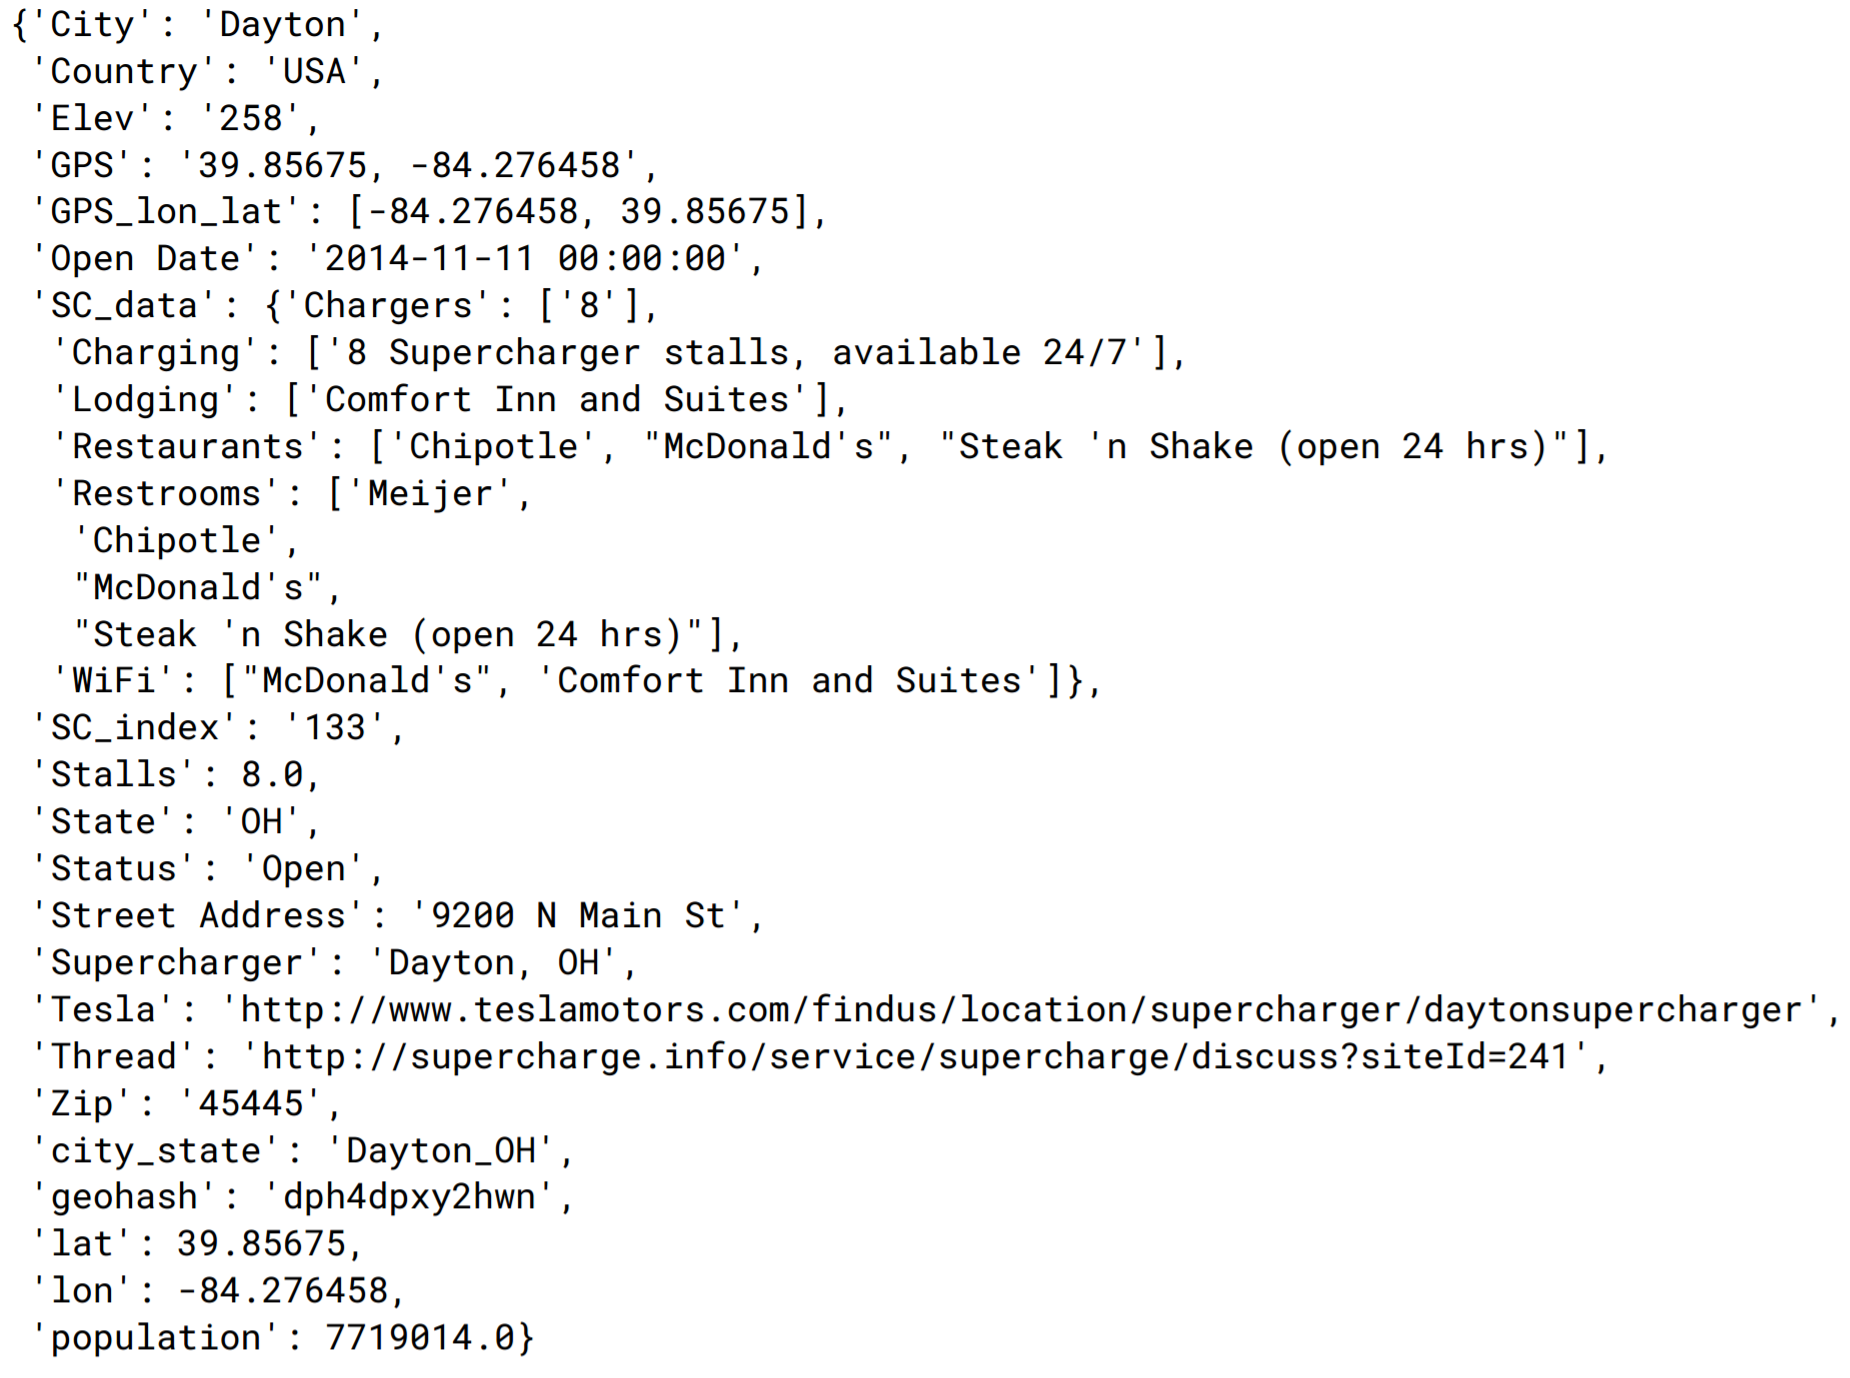 {'City': 'Dayton',
'Country': 'USA',
'Elev': '258',
'GPS': '39.85675, -84.276458',
'GPS_lon_lat': [-84.276458, 39.85675],
'Open Date': '2014-11-11 00:00:00',
'SC_data': {'Chargers': ['8'],
'Charging': ['8 Supercharger stalls, available 24/7'],
'Lodging': ['Comfort Inn and Suites'],
'Restaurants': ['Chipotle', "McDonald's", "Steak 'n Shake (open 24 hrs)"],
'Restrooms': ['Meijer',
'Chipotle',
"McDonald's",
"Steak 'n Shake (open 24 hrs)"],
'WiFi': ["McDonald's", 'Comfort Inn and Suites']},
'SC_index': '133',
'Stalls': 8.0,
'State': 'OH',
'Status': 'Open',
'Street Address': '9200 N Main St',
'Supercharger': 'Dayton, OH',
'Tesla': 'http://www.teslamotors.com/findus/location/supercharger/daytonsupercharger',
'Thread': 'http://supercharge.info/service/supercharge/discuss?siteId=241',
'Zip': '45445',
'city_state': 'Dayton_OH',
'geohash': 'dph4dpxy2hwn',
'lat': 39.85675,
'lon': -84.276458,
'population': 7719014.0}